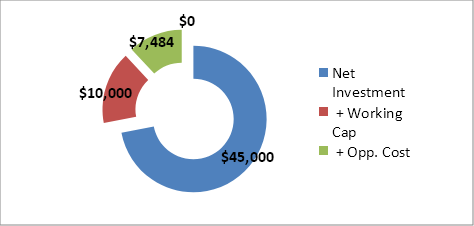 $0
$7,484
$10,000
$45,000
Net
Investment
+ Working
Cap
+ Opp. Cost